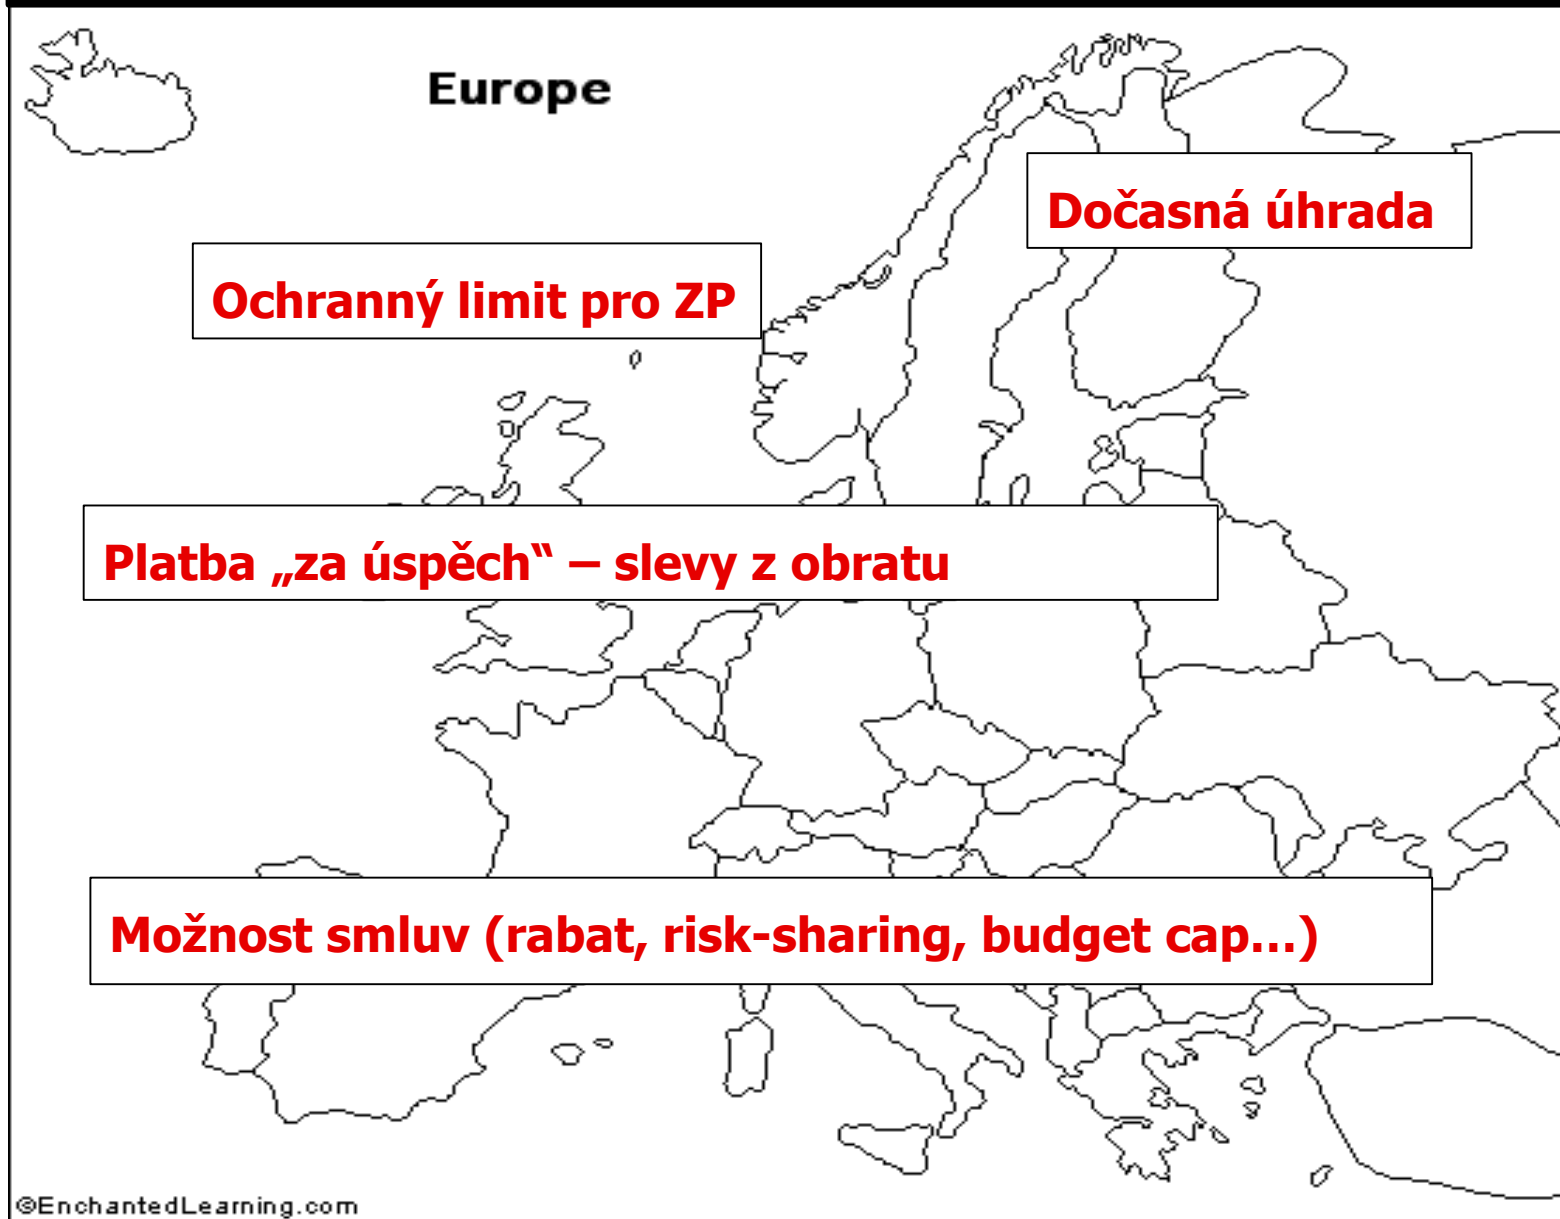 Europe
Dočasná úhrada
Ochranný limit pro ZP
Platba „za úspěch“ – slevy z obratu
Možnost smluv (rabat, risk-sharing, budget cap…)
©EnchantedLearning.com